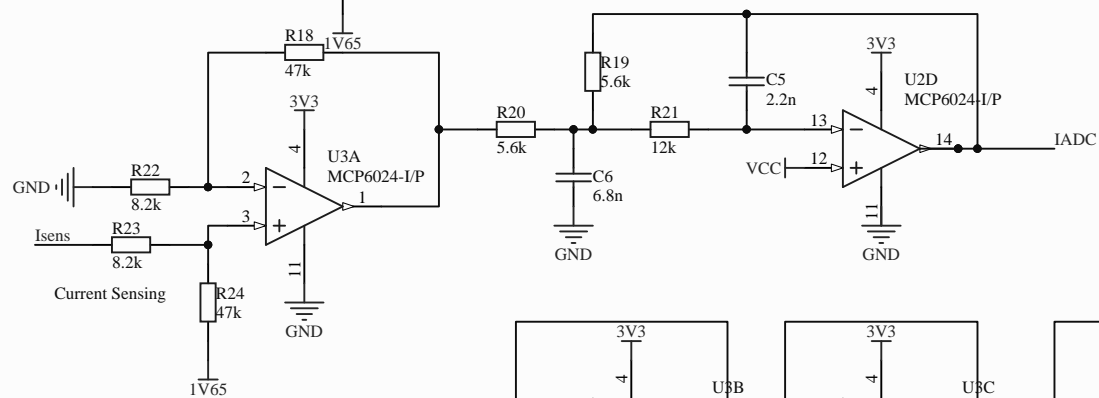 1V65
R18
47k
3V3
4
U3A
MCP6024-I/P
GND
R22
8.2k
2
3
1
Isens
R23
8.2k
Current Sensing
R24
47k
11
GND
1V65
R19
5.6k
R20
5.6k
R21
12k
C5
2.2n
C6
6.8n
GND
3V3
4
U2D
MCP6024-I/P
13
VCC
12
14
IADC
11
GND
3V3
4
U3B
3V3
4
U3C